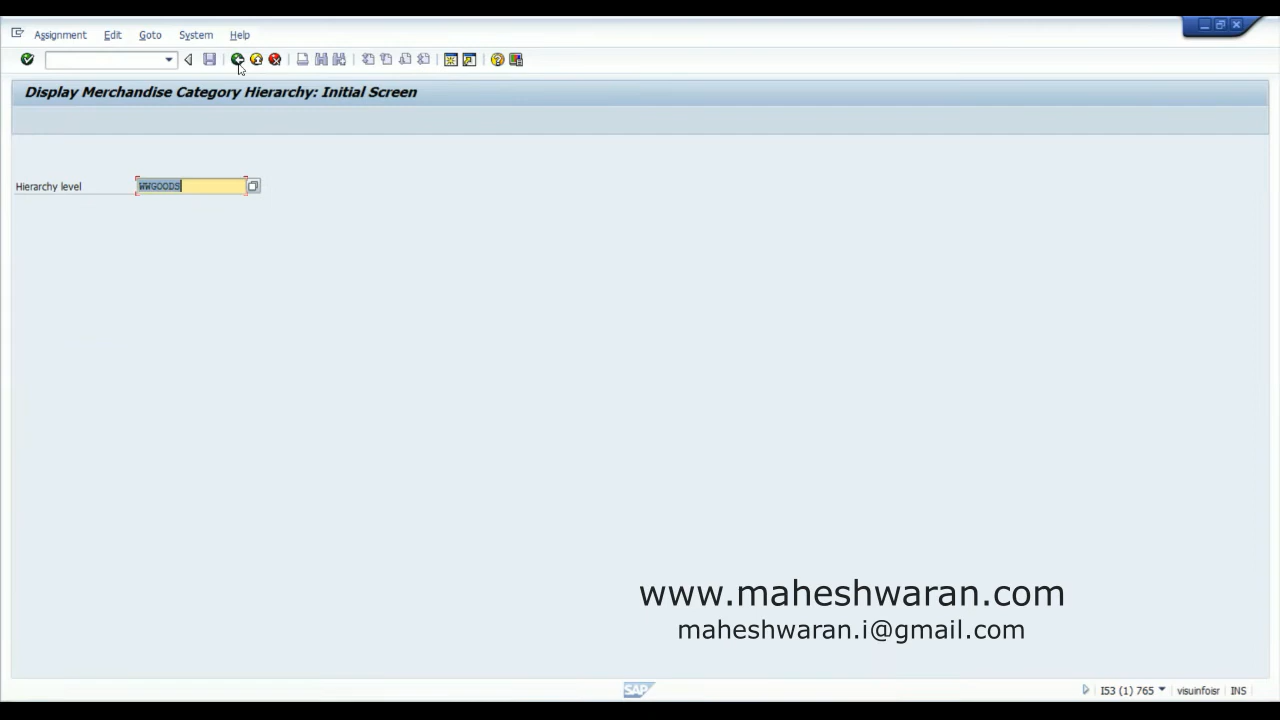 Assignment Edit Goto System Help
Display Merchandise Category Hierarchy: Initial Screen
Hierarchy level WWGOODS
www.maheshwaran.com
maheshwaran.i@gmail.com
SAP I53 (1) 765 visuinfoisr INS